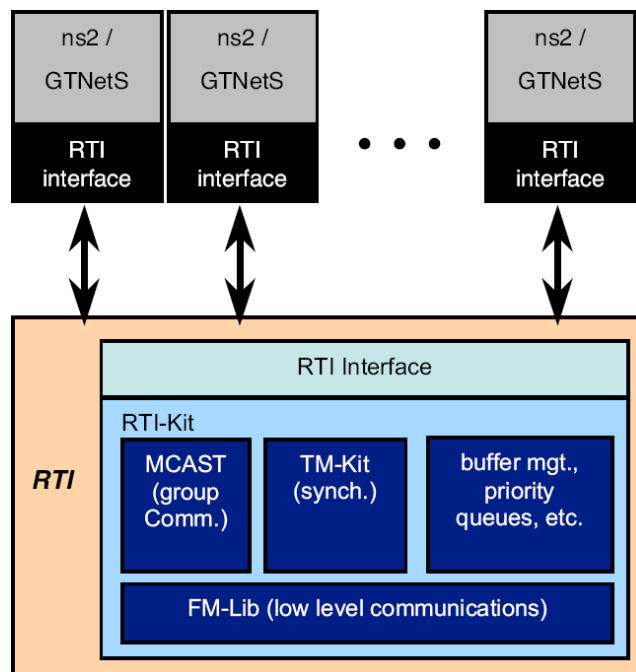 ns2 /
GTNetS
RTI
interface
ns2 /
GTNetS
RTI
interface
ns2 /
GTNetS
RTI
interface
RTI Interface
RTI-Kit
RTI
MCAST
(group
Comm.)
TM-Kit
(synch.)
buffer mgt.,
priority
queues, etc.
FM-Lib (low level communications)